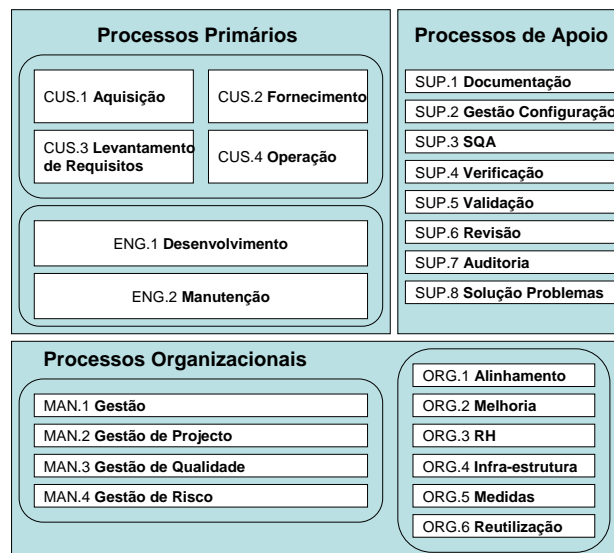 Processos Primários
CUS.1 Aquisição
CUS.2 Fornecimento
CUS.3 Levantamento
de Requisitos
CUS.4 Operação
ENG.1 Desenvolvimento
ENG.2 Manutenção
Processos de Apoio
SUP.1 Documentação
SUP.2 Gestão Configuração
SUP.3 SQA
SUP.4 Verificação
SUP.5 Validação
SUP.6 Revisão
SUP.7 Auditoria
SUP.8 Solução Problemas
Processos Organizacionais
MAN.1 Gestão
MAN.2 Gestão de Projecto
MAN.3 Gestão de Qualidade
MAN.4 Gestão de Risco
ORG.1 Alinhamento
ORG.2 Melhoria
ORG.3 RH
ORG.4 Infra-estrutura
ORG.5 Medidas
ORG.6 Reutilização